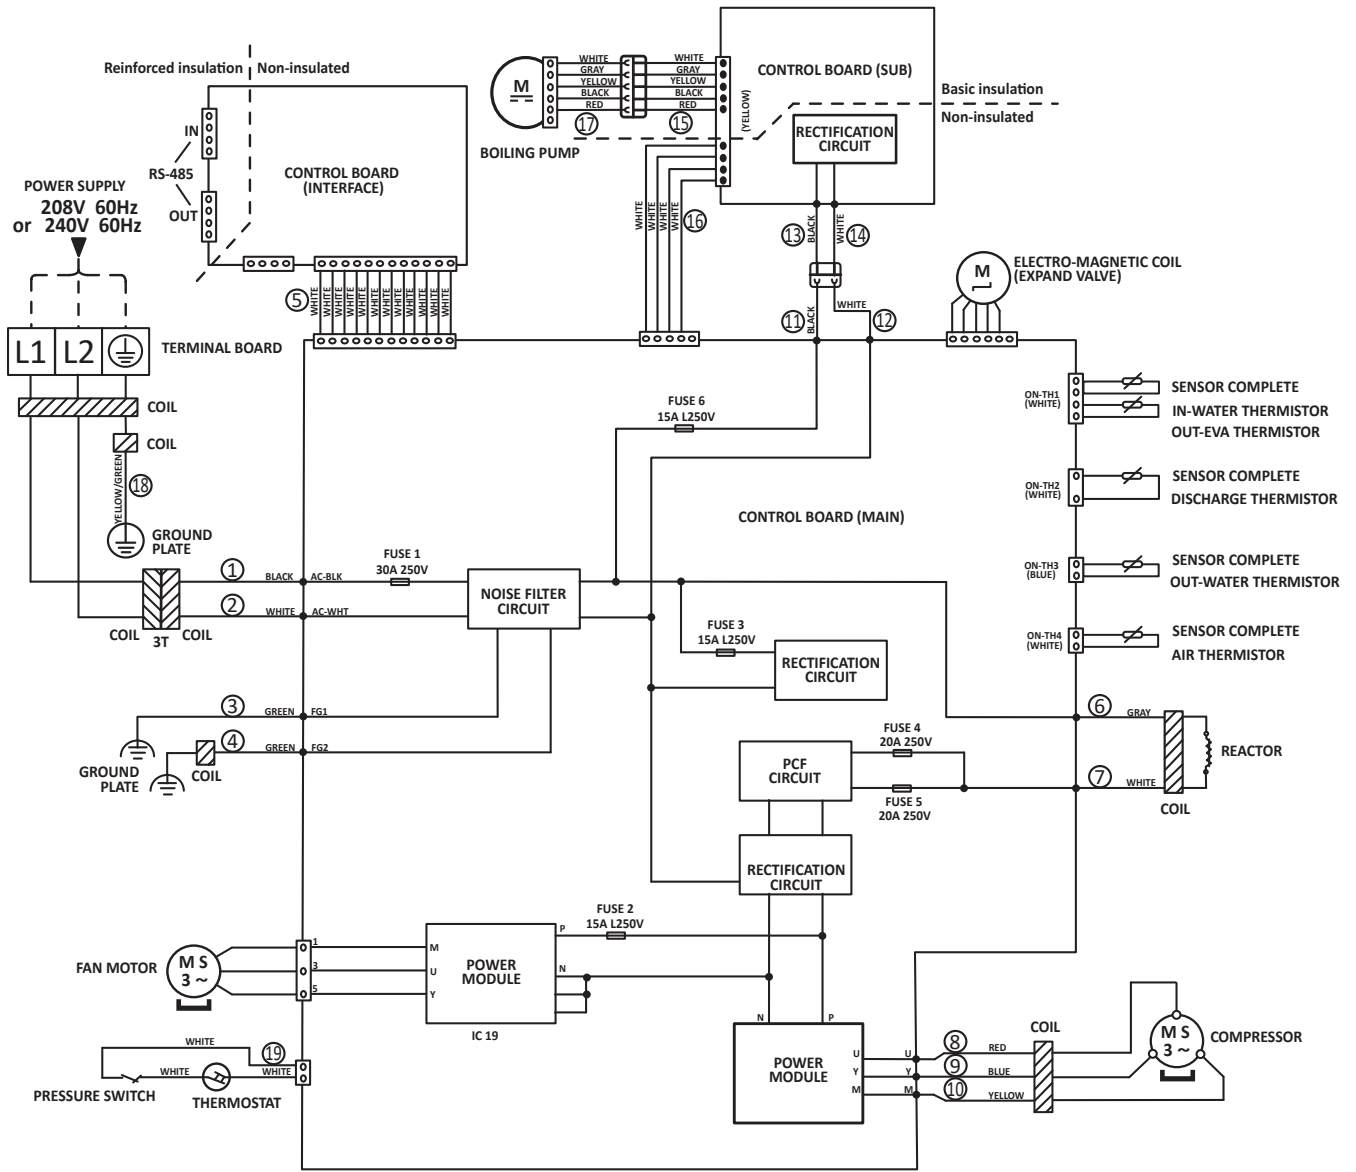 Reinforced insulation
Non-insulated
IN
RS-485
OUT
CONTROL BOARD
(INTERFACE)
POWER SUPPLY
208V 60Hz
or 240V 60Hz
L1
L2
TERMINAL BOARD
COIL
COIL
YELLOW/GREEN
18
GROUND
PLATE
5
WHITE
WHITE
WHITE
WHITE
WHITE
WHITE
WHITE
WHITE
WHITE
WHITE
WHITE
WHITE
M
BOILING PUMP
WHITE
GRAY
YELLOW
BLACK
RED
17
WHITE
GRAY
YELLOW
BLACK
RED
15
(YELLOW)
CONTROL BOARD (SUB)
Basic insulation
Non-insulated
RECTIFICATION
CIRCUIT
WHITE
WHITE
WHITE
WHITE
16
13
BLACK
WHITE
14
11
BLACK
WHITE
12
M
ELECTRO-MAGNETIC COIL
(EXPAND VALVE)
ON-TH1
(WHITE)
SENSOR COMPLETE
IN-WATER THERMISTOR
OUT-EVA THERMISTOR
ON-TH2
(WHITE)
SENSOR COMPLETE
DISCHARGE THERMISTOR
ON-TH3
(BLUE)
SENSOR COMPLETE
OUT-WATER THERMISTOR
ON-TH4
(WHITE)
SENSOR COMPLETE
AIR THERMISTOR
FUSE 6
15A L250V
CONTROL BOARD (MAIN)
1
BLACK
AC-BLK
FUSE 1
30A 250V
2
WHITE
AC-WHT
COIL
3T
COIL
NOISE FILTER
CIRCUIT
FUSE 3
15A L250V
RECTIFICATION
CIRCUIT
3
GREEN
FG1
4
GREEN
FG2
GROUND
PLATE
COIL
6
GRAY
7
WHITE
REACTOR
COIL
FUSE 4
20A 250V
PCF
CIRCUIT
FUSE 5
20A 250V
RECTIFICATION
CIRCUIT
FUSE 2
15A L250V
FAN MOTOR
M S
3 ~
1
3
5
M
U
Y
POWER
MODULE
P
N
IC 19
WHITE
19
WHITE
WHITE
PRESSURE SWITCH
THERMOSTAT
N
P
POWER
MODULE
U
Y
M
U
Y
M
8
RED
9
BLUE
10
YELLOW
COIL
M S
3 ~
COMPRESSOR